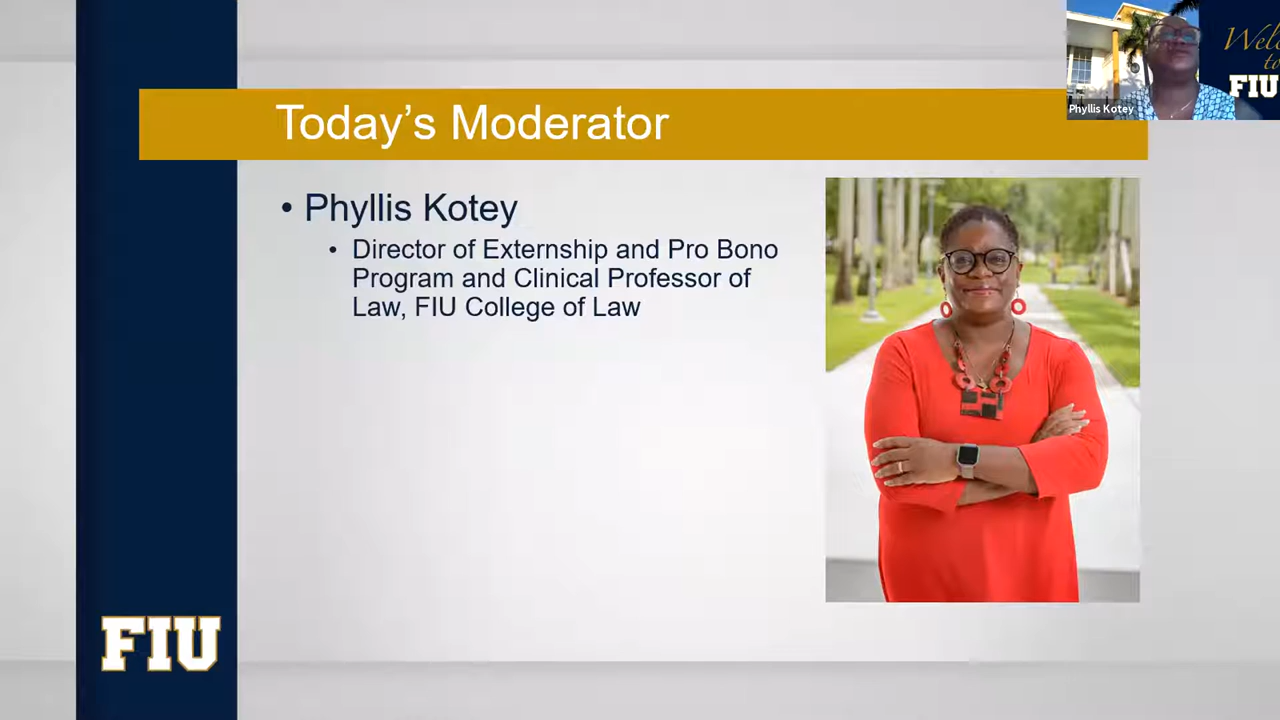 Today's Moderator
• Phyllis Kotey
• Director of Externship and Pro Bono
Program and Clinical Professor of
Law, FIU College of Law
FIU
Phyllis Kotey
to
FIU